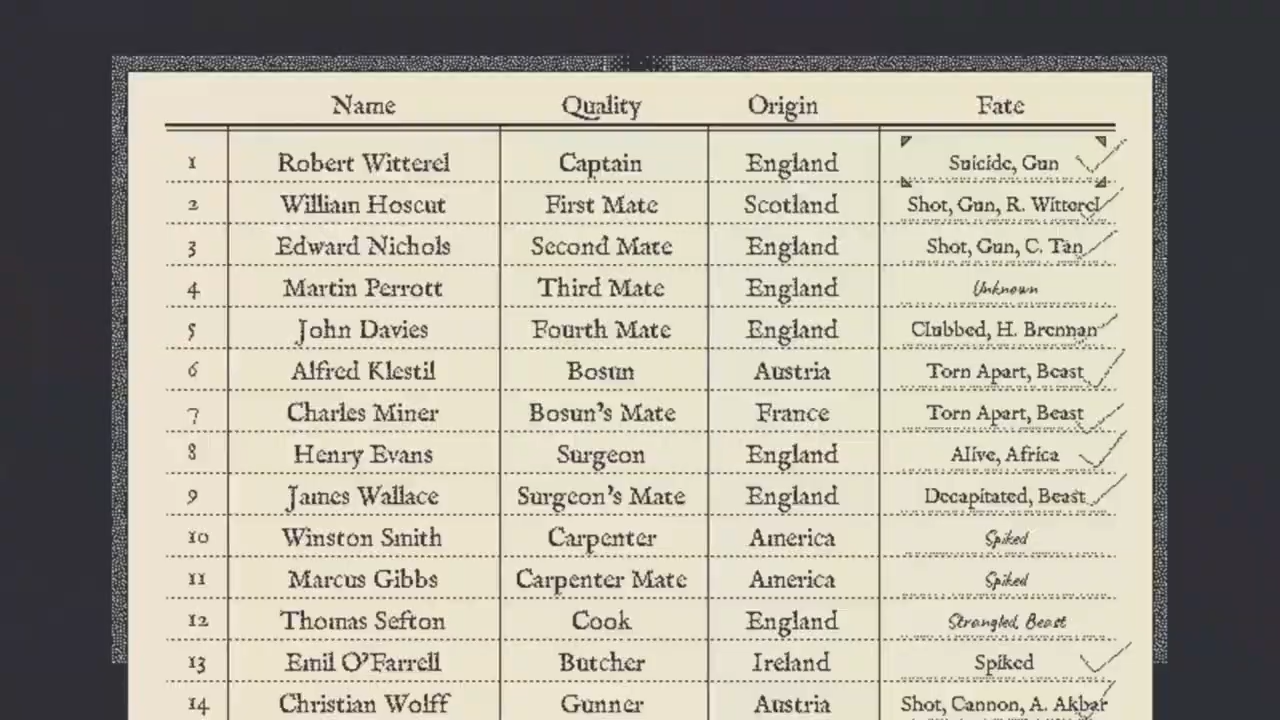 Name Quality Origin Fate
1 Robert Witterel Captain England Suicide, Gun
2 William Hoscut First Mate Scotland Shot, Gun, R. Witterel
3 Edward Nichols Second Mate England Shot, Gun, C. Tan
4 Martin Perrott Third Mate England Unknown
5 John Davies Fourth Mate England Clubbed, H. Brennan
6 Alfred Klestil Bosun Austria Torn Apart, Beast
7 Charles Miner Bosun's Mate France Torn Apart, Beast
8 Henry Evans Surgeon England Alive, Africa
9 James Wallace Surgeon's Mate England Decapitated, Beast
10 Winston Smith Carpenter America Spiked
11 Marcus Gibbs Carpenter Mate America Spiked
12 Thomas Sefton Cook England Strangled, Beast
13 Emil O'Farrell Butcher Ireland Spiked
14 Christian Wolff Gunner Austria Shot, Cannon, A. Akbar